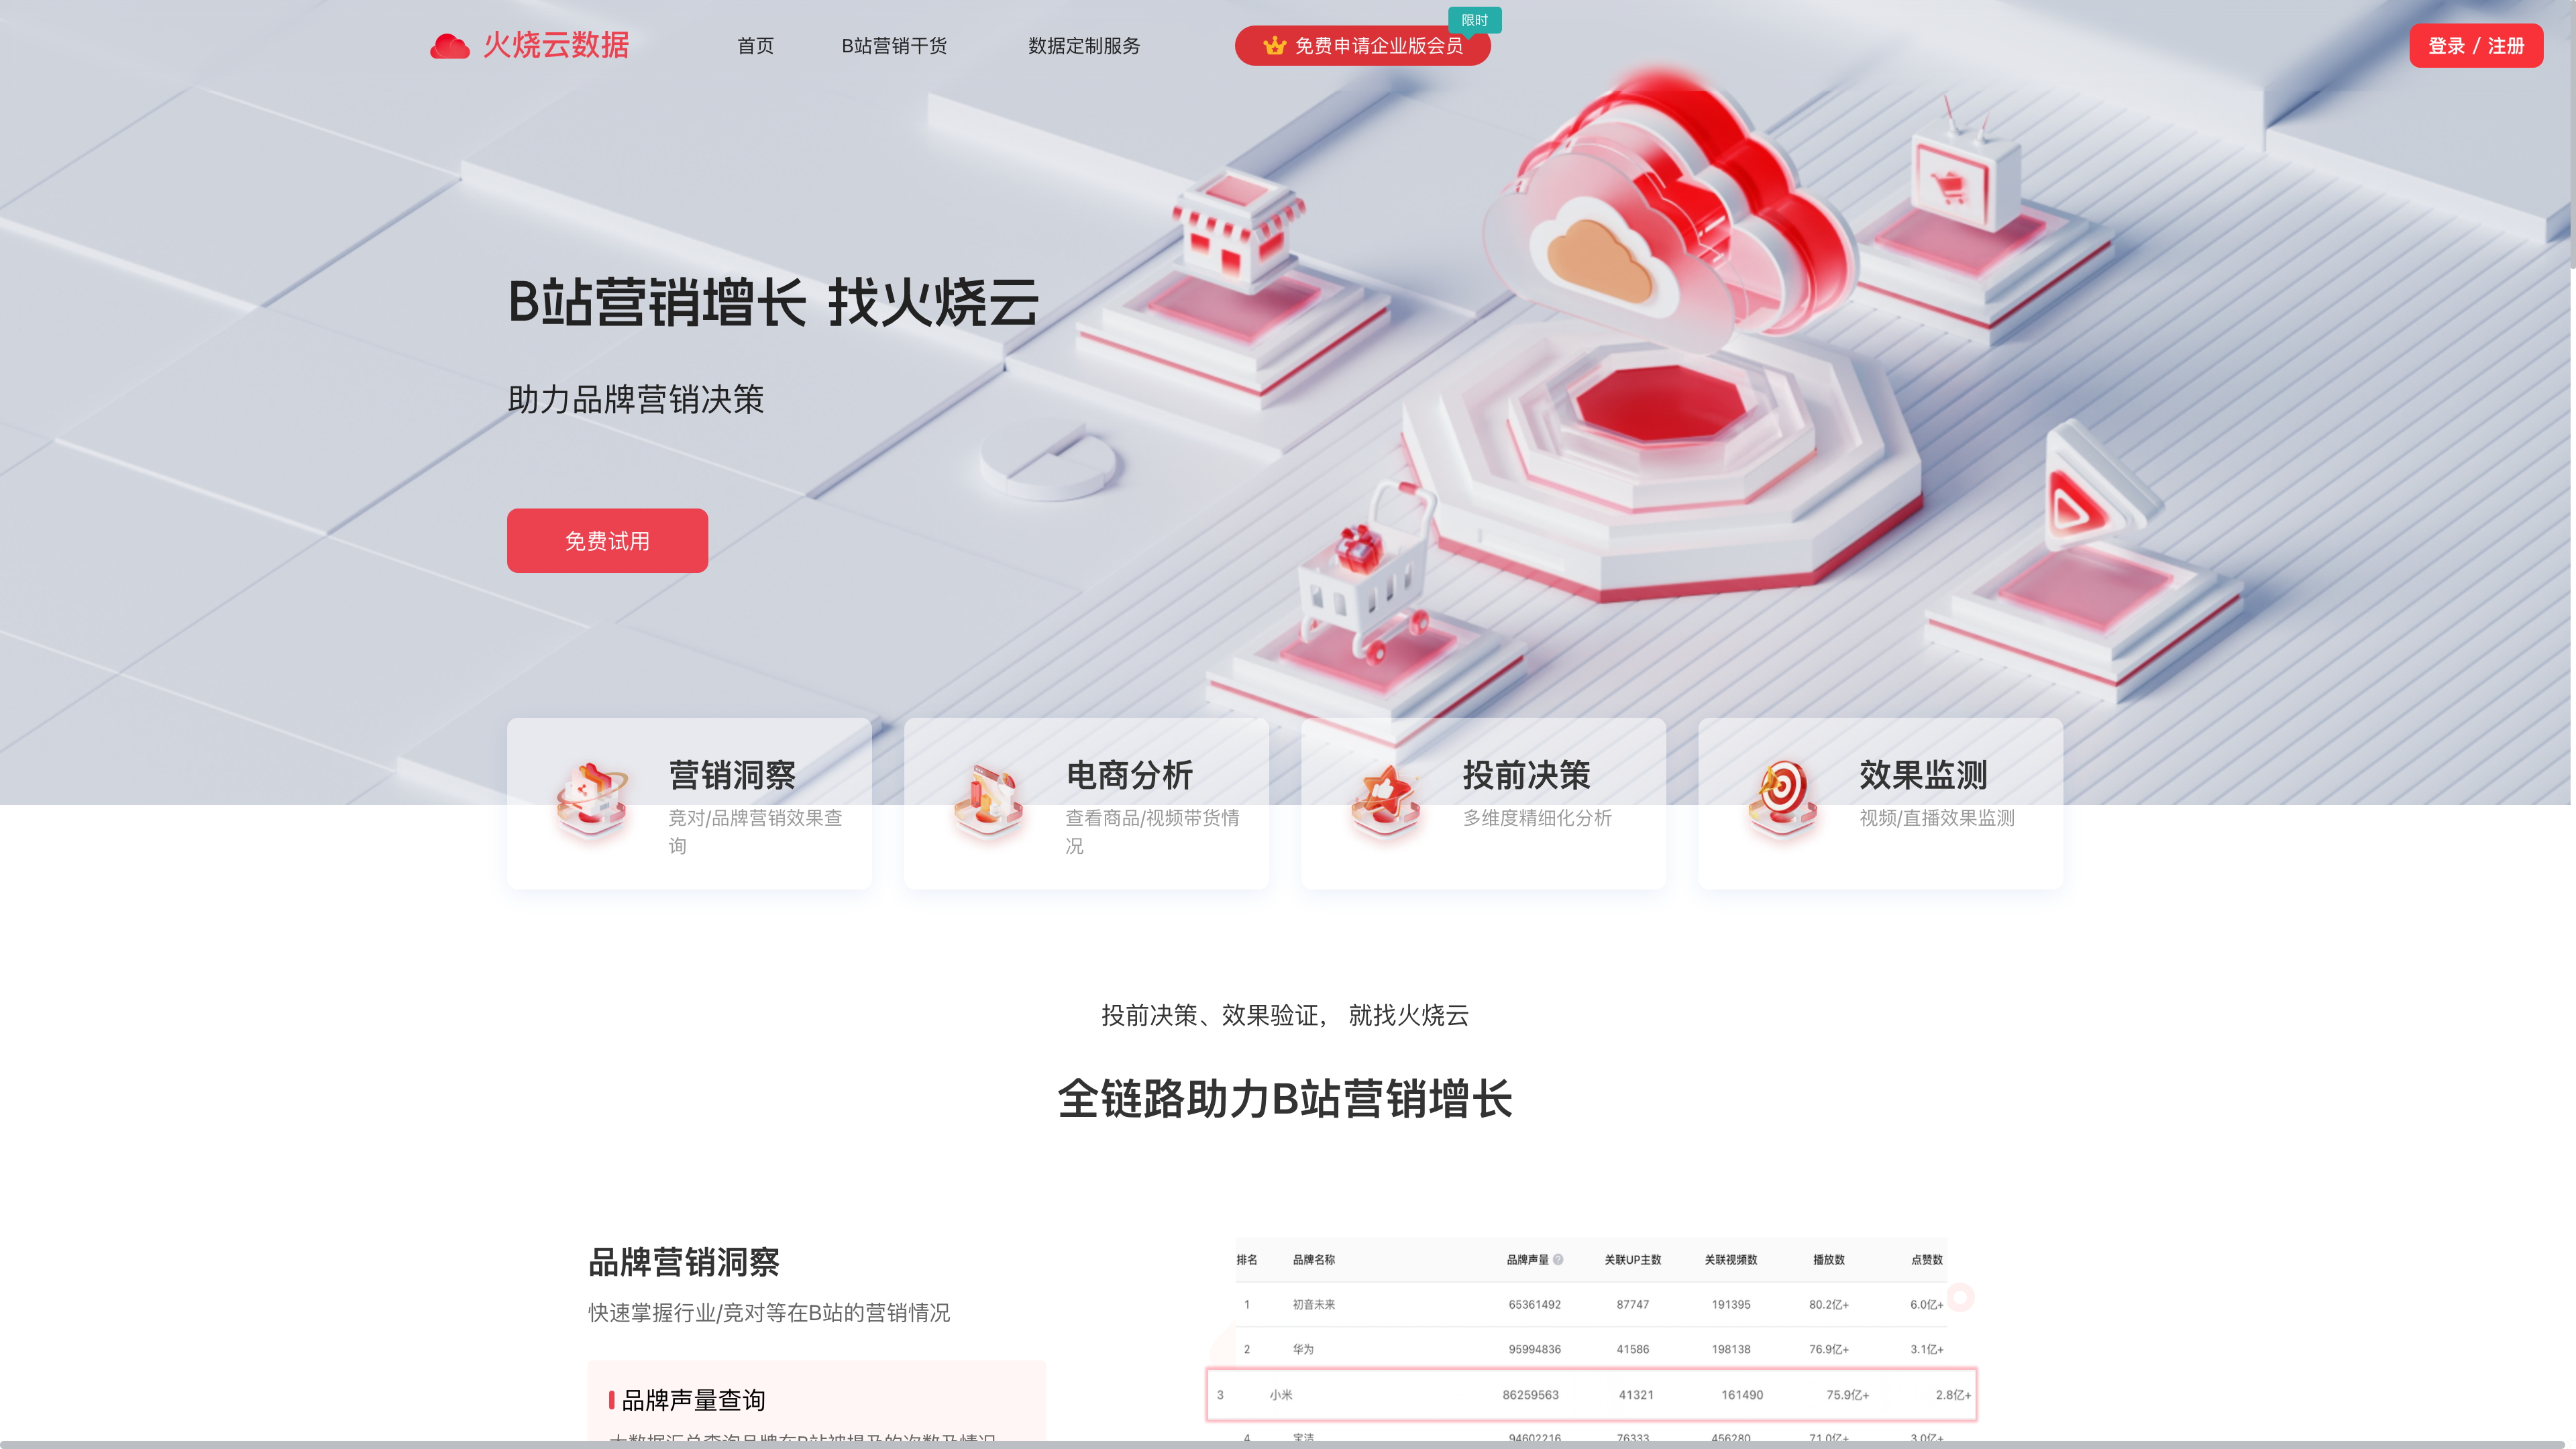 火烧云数据
首页
B站营销干货
数据定制服务
免费申请企业版会员
限时
登录 / 注册
B站营销增长 找火烧云
助力品牌营销决策
免费试用
营销洞察
竞对/品牌营销效果查
询
电商分析
查看商品/视频带货情
况
投前决策
多维度精细化分析
效果监测
视频/直播效果监测
投前决策、效果验证， 就找火烧云
全链路助力B站营销增长
品牌营销洞察
快速掌握行业/竞对等在B站的营销情况
品牌声量查询
排名 品牌名称 品牌声量 ? 关联UP主数 关联视频数 播放数 点赞数
1 初音未来 65361492 87747 191395 80.2亿+ 6.0亿+
2 华为 95994836 41586 198138 76.9亿+ 3.1亿+
3 小米 86259563 41321 161490 75.9亿+ 2.8亿+
4 宝洁 94602216 76333 456280 71.0亿+ 3.0亿+